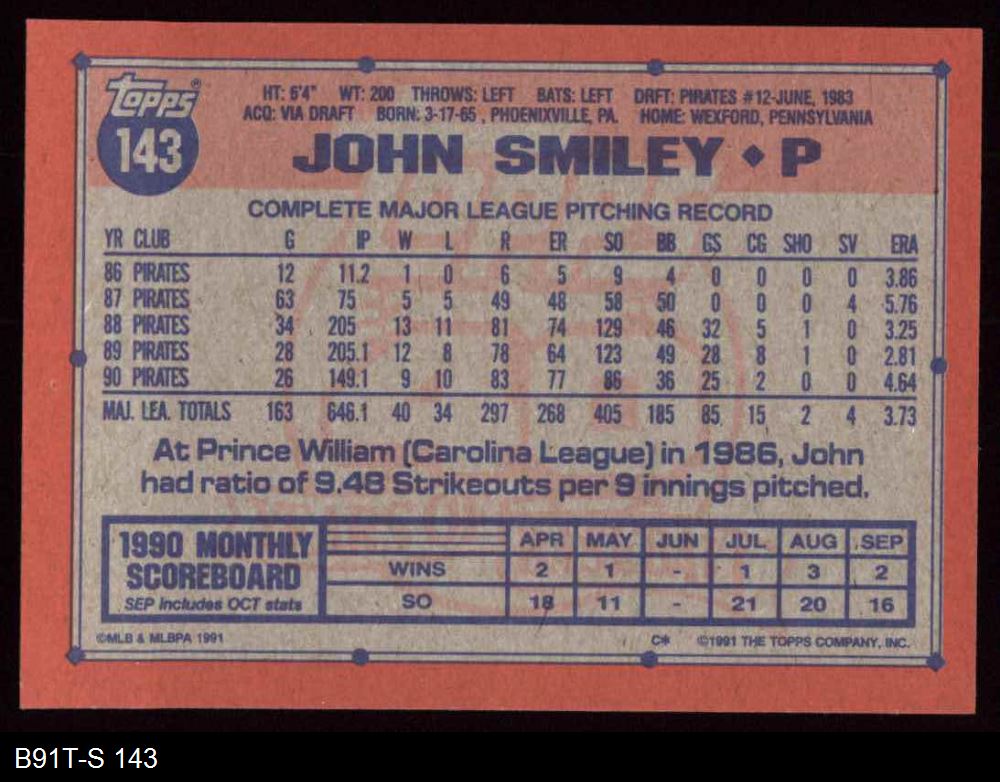 topps®
143
HT: 6'4" WT: 200 THROWS: LEFT BATS: LEFT DRFT: PIRATES #12-JUNE, 1983
ACQ: VIA DRAFT BORN: 3-17-65, PHOENIXVILLE, PA. HOME: WEXFORD, PENNSYLVANIA
JOHN SMILEY ♦ P
COMPLETE MAJOR LEAGUE PITCHING RECORD
YR CLUB G IP W L R ER SO BB GS CG SHO SV ERA
86 PIRATES 12 11.2 1 0 6 5 9 4 0 0 0 0 3.86
87 PIRATES 63 75 5 5 49 48 58 50 0 0 0 4 5.76
88 PIRATES 34 205 13 11 81 74 129 46 32 5 1 0 3.25
89 PIRATES 28 205.1 12 8 78 64 123 49 28 8 1 0 2.81
90 PIRATES 26 149.1 9 10 83 77 86 36 25 2 0 0 4.64
MAJ. LEA. TOTALS 163 646.1 40 34 297 268 405 185 85 15 2 4 3.73
At Prince William (Carolina League) in 1986, John
had ratio of 9.48 Strikeouts per 9 innings pitched.
1990 MONTHLY
SCOREBOARD
SEP includes OCT stats
APR MAY JUN JUL AUG SEP
WINS 2 1 - 1 3 2
SO 18 11 - 21 20 16
©MLB & MLBPA 1991 C* ©1991 THE TOPPS COMPANY, INC.
B91T-S 143